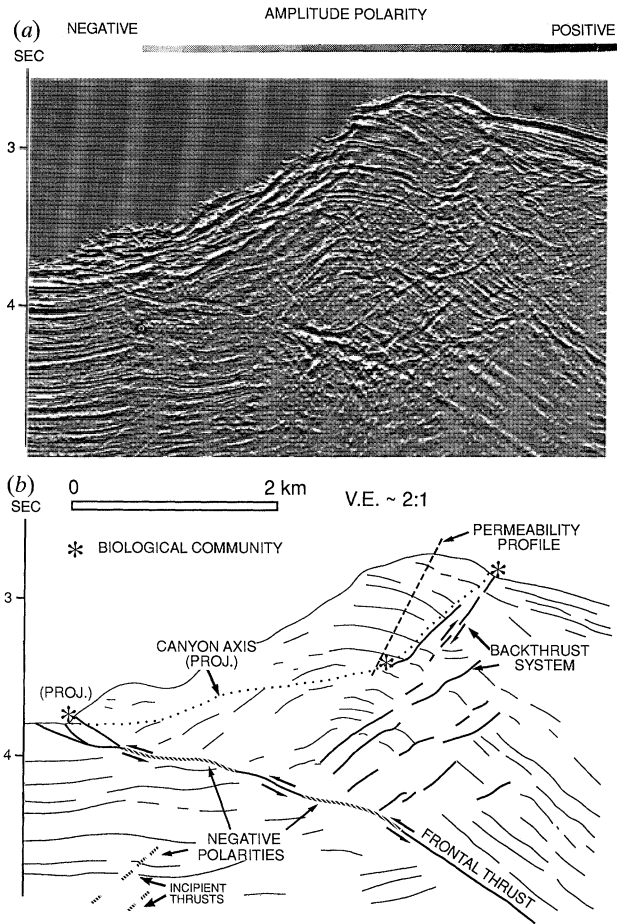 AMPLITUDE POLARITY
(a) NEGATIVE POSITIVE
SEC
3
4
(b) 0 2 km V.E. ~ 2:1
SEC
PERMEABILITY
PROFILE
* BIOLOGICAL COMMUNITY
3
CANYON AXIS
(PROJ.)
BACKTHRUST
SYSTEM
(PROJ.)
4
NEGATIVE
POLARITIES
FRONTAL THRUST
INCIPIENT
THRUSTS